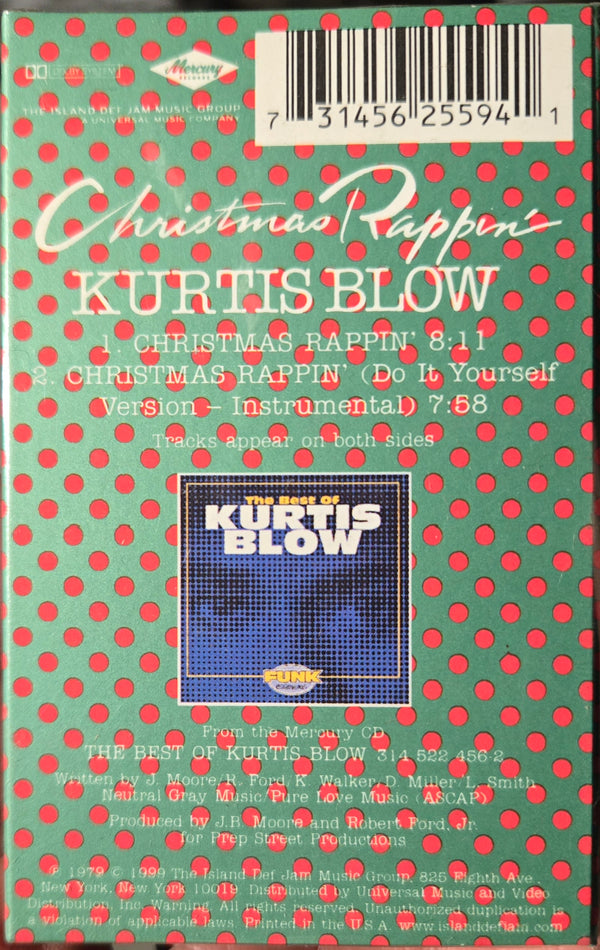 DOLBY SYSTEM
Mercury
RECORDS
THE ISLAND DEF JAM MUSIC GROUP
A UNIVERSAL MUSIC COMPANY
7 31456 25594 1
Christmas Rappin'
KURTIS BLOW
1. CHRISTMAS RAPPIN' 8:11
2. CHRISTMAS RAPPIN' (Do It Yourself
Version – Instrumental) 7:58
Tracks appear on both sides
The Best Of
KURTIS
BLOW
FUNK
From the Mercury CD
THE BEST OF KURTIS BLOW 314 522 456-2
Written by J. Moore/R. Ford/K. Walker/D. Miller/L. Smith
Neutral Gray Music/Pure Love Music (ASCAP)
Produced by J.B. Moore and Robert Ford, Jr.
for Prep Street Productions
℗ 1979 © 1999 The Island Def Jam Music Group, 825 Eighth Ave.,
New York, New York 10019. Distributed by Universal Music and Video
Distribution, Inc. Warning. All rights reserved. Unauthorized duplication is
a violation of applicable laws. Printed in the U.S.A. www.islanddefjam.com